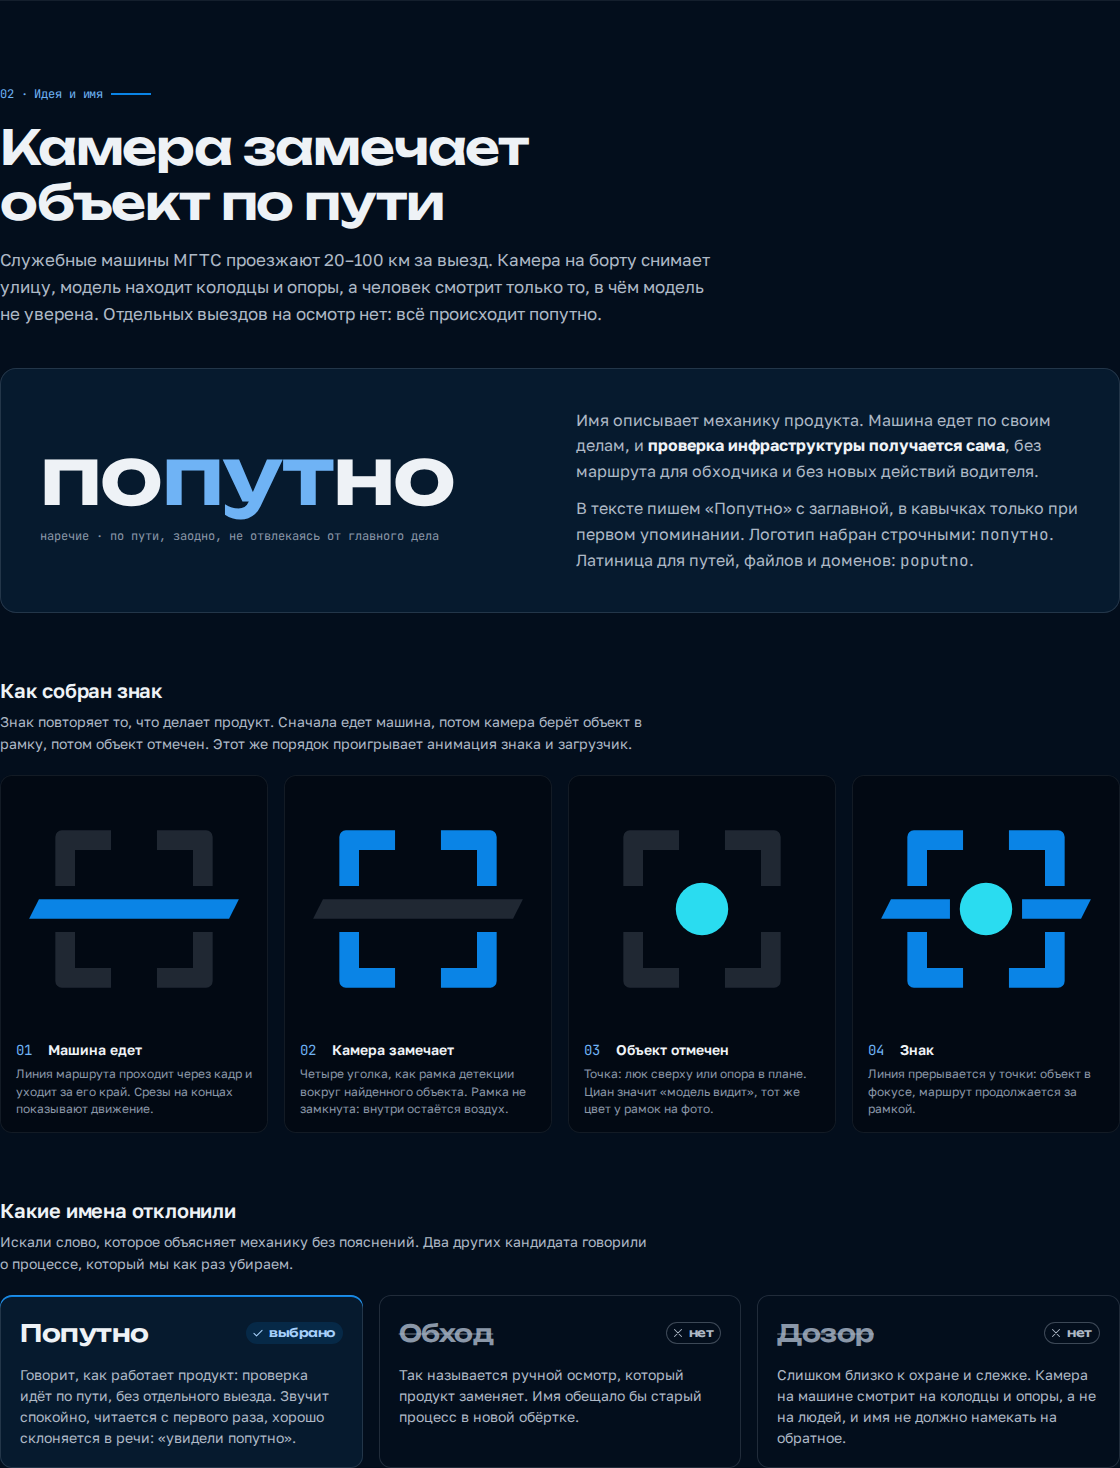 02 · Идея и имя
Камера замечает
объект по пути
Служебные машины МГТС проезжают 20–100 км за выезд. Камера на борту снимает
улицу, модель находит колодцы и опоры, а человек смотрит только то, в чём модель
не уверена. Отдельных выездов на осмотр нет: всё происходит попутно.
попутно
наречие · по пути, заодно, не отвлекаясь от главного дела
Имя описывает механику продукта. Машина едет по своим
делам, и проверка инфраструктуры получается сама, без
маршрута для обходчика и без новых действий водителя.
В тексте пишем «Попутно» с заглавной, в кавычках только при
первом упоминании. Логотип набран строчными: попутно.
Латиница для путей, файлов и доменов: poputno.
Как собран знак
Знак повторяет то, что делает продукт. Сначала едет машина, потом камера берёт объект в
рамку, потом объект отмечен. Этот же порядок проигрывает анимация знака и загрузчик.
01 Машина едет
Линия маршрута проходит через кадр и
уходит за его край. Срезы на концах
показывают движение.
02 Камера замечает
Четыре уголка, как рамка детекции
вокруг найденного объекта. Рамка не
замкнута: внутри остаётся воздух.
03 Объект отмечен
Точка: люк сверху или опора в плане.
Циан значит «модель видит», тот же
цвет у рамок на фото.
04 Знак
Линия прерывается у точки: объект в
фокусе, маршрут продолжается за
рамкой.
Какие имена отклонили
Искали слово, которое объясняет механику без пояснений. Два других кандидата говорили
о процессе, который мы как раз убираем.
Попутно
выбрано
Говорит, как работает продукт: проверка
идёт по пути, без отдельного выезда. Звучит
спокойно, читается с первого раза, хорошо
склоняется в речи: «увидели попутно».
Обход
нет
Так называется ручной осмотр, который
продукт заменяет. Имя обещало бы старый
процесс в новой обёртке.
Дозор
нет
Слишком близко к охране и слежке. Камера
на машине смотрит на колодцы и опоры, а не
на людей, и имя не должно намекать на
обратное.